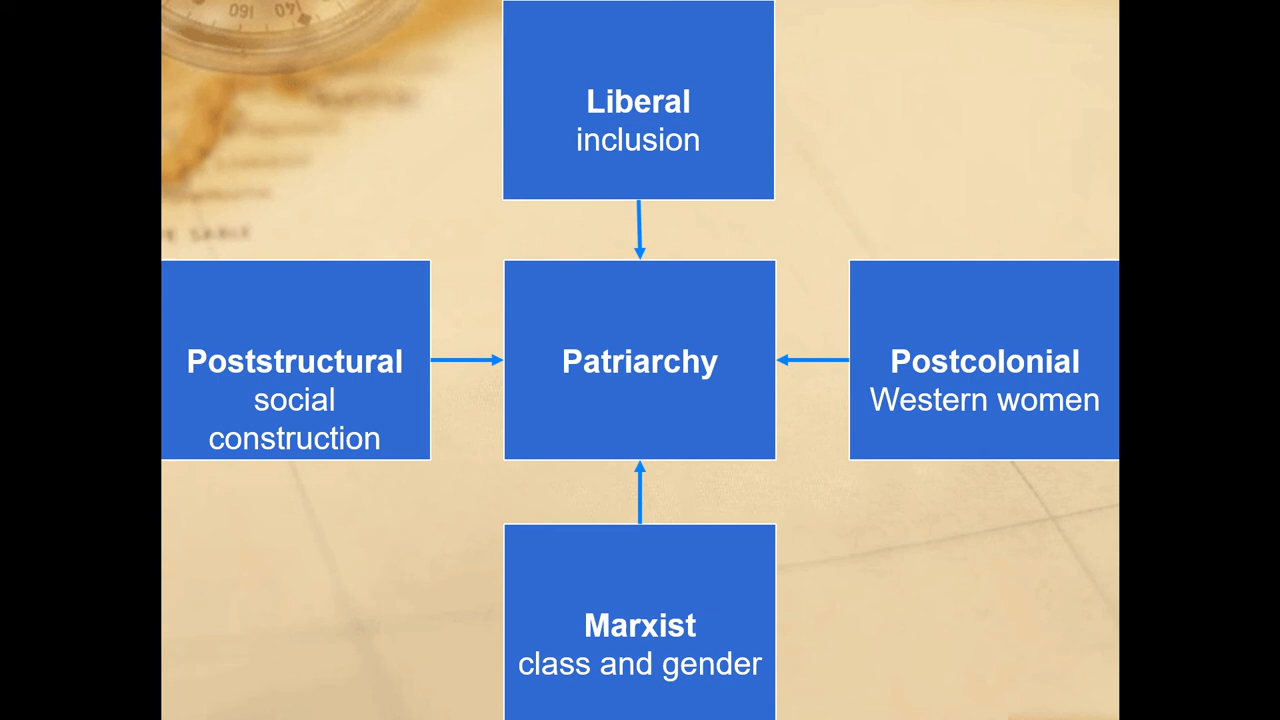 Liberal
inclusion
Poststructural
social
construction
Patriarchy
Postcolonial
Western women
Marxist
class and gender